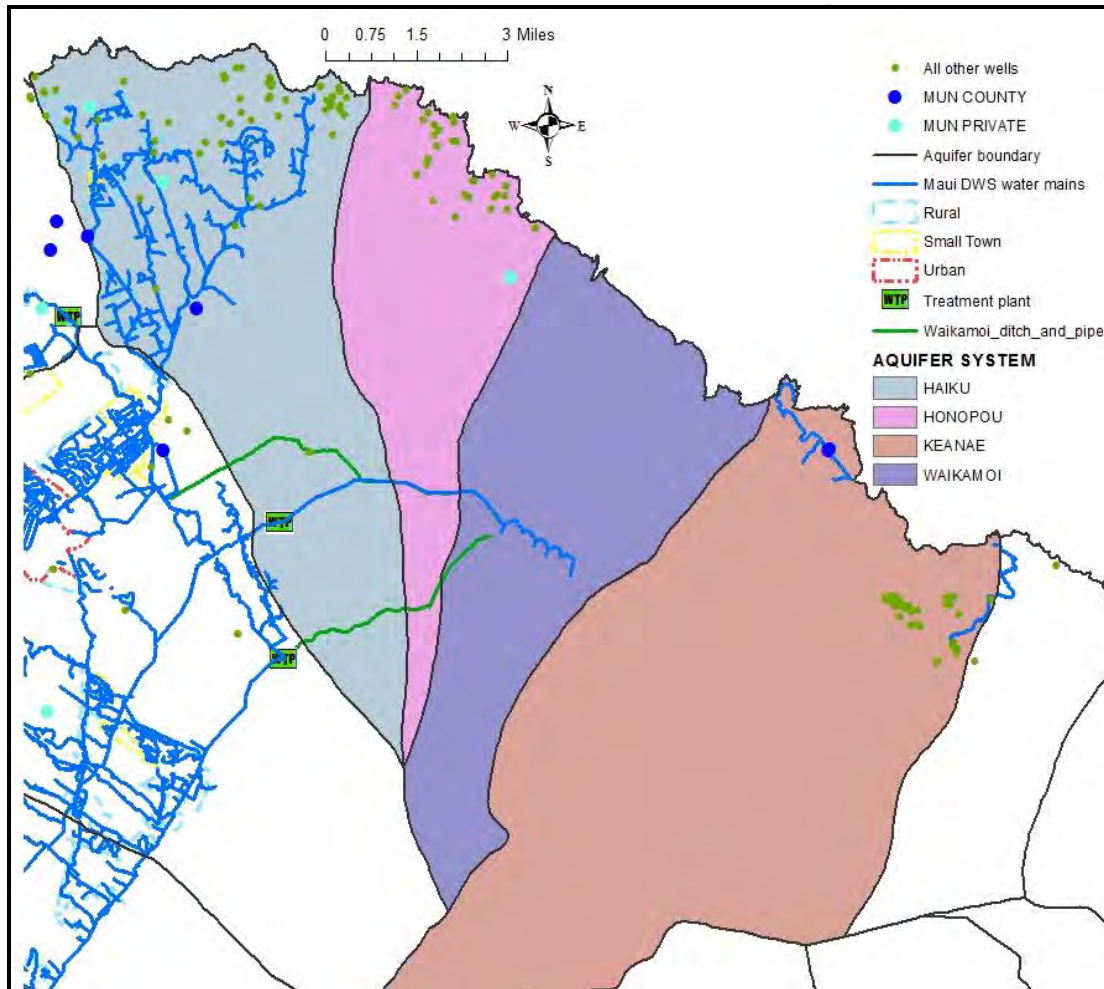 0 0.75 1.5 3 Miles
N
W E
S
All other wells
MUN COUNTY
MUN PRIVATE
Aquifer boundary
Maui DWS water mains
Rural
Small Town
Urban
WTP Treatment plant
Waikamoi_ditch_and_pipe
AQUIFER SYSTEM
HAIKU
HONOPOU
KEANAE
WAIKAMOI
WTP
WTP
WTP